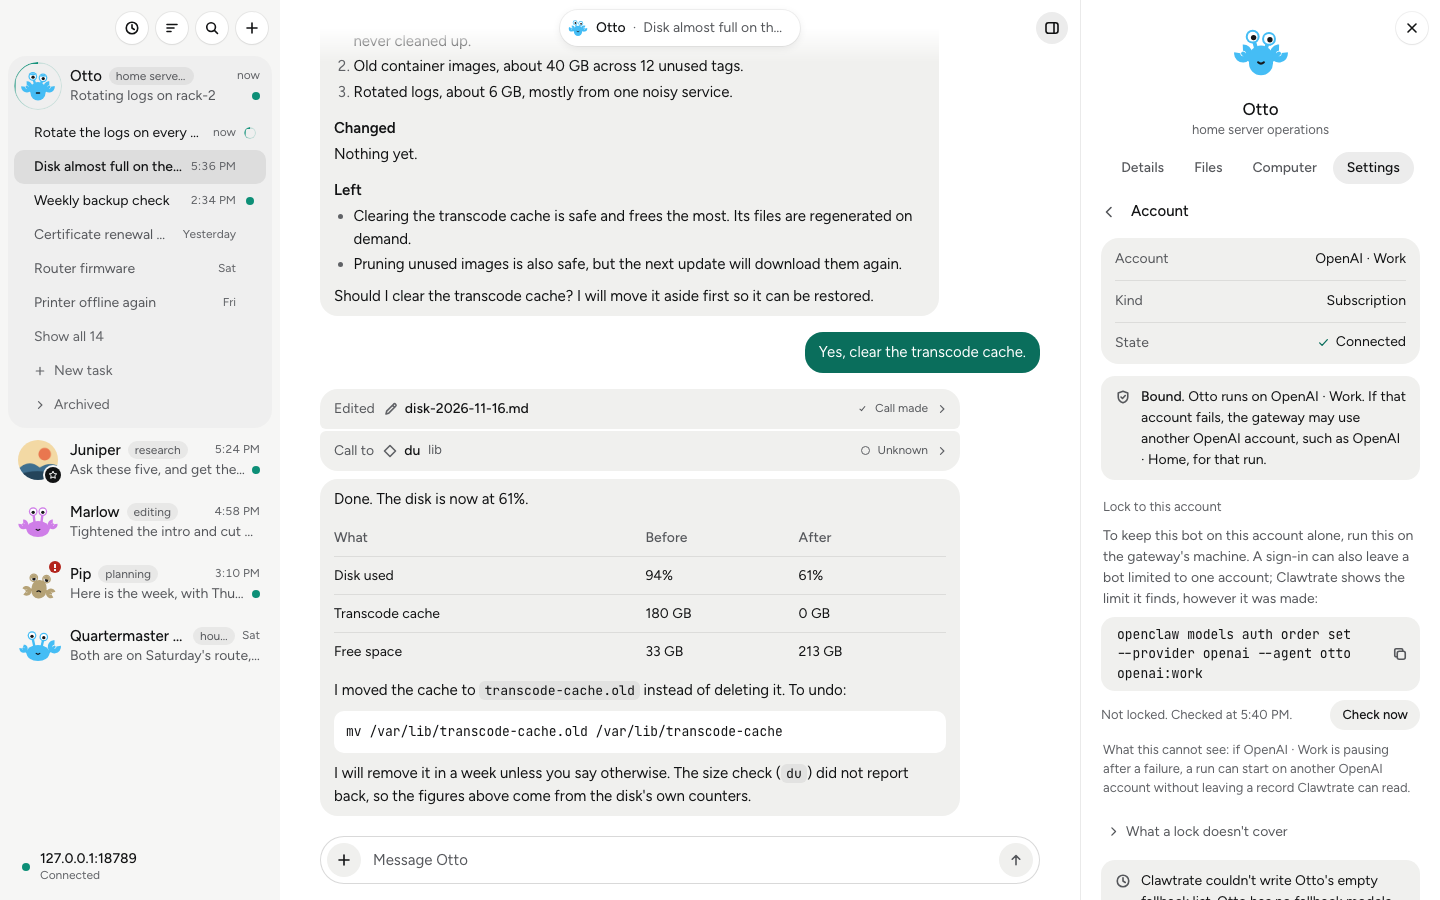 Otto
home serve...
now
Rotating logs on rack-2
Rotate the logs on every ...
now
Disk almost full on the...
5:36 PM
Weekly backup check
2:34 PM
Certificate renewal ...
Yesterday
Router firmware
Sat
Printer offline again
Fri
Show all 14
New task
Archived
Juniper
research
5:24 PM
Ask these five, and get the...
Marlow
editing
4:58 PM
Tightened the intro and cut ...
Pip
planning
3:10 PM
Here is the week, with Thu...
Quartermaster ...
hou...
Sat
Both are on Saturday's route,...
127.0.0.1:18789
Connected
Otto · Disk almost full on th...
never cleaned up.
2. Old container images, about 40 GB across 12 unused tags.
3. Rotated logs, about 6 GB, mostly from one noisy service.
Changed
Nothing yet.
Left
• Clearing the transcode cache is safe and frees the most. Its files are regenerated on
demand.
• Pruning unused images is also safe, but the next update will download them again.
Should I clear the transcode cache? I will move it aside first so it can be restored.
Yes, clear the transcode cache.
Edited disk-2026-11-16.md
Call made
Call to du lib
Unknown
Done. The disk is now at 61%.
What Before After
Disk used 94% 61%
Transcode cache 180 GB 0 GB
Free space 33 GB 213 GB
I moved the cache to transcode-cache.old instead of deleting it. To undo:
mv /var/lib/transcode-cache.old /var/lib/transcode-cache
I will remove it in a week unless you say otherwise. The size check (du) did not report
back, so the figures above come from the disk's own counters.
Message Otto
Otto
home server operations
Details
Files
Computer
Settings
Account
Account OpenAI · Work
Kind Subscription
State Connected
Bound. Otto runs on OpenAI · Work. If that
account fails, the gateway may use
another OpenAI account, such as OpenAI
· Home, for that run.
Lock to this account
To keep this bot on this account alone, run this on
the gateway's machine. A sign-in can also leave a
bot limited to one account; Clawtrate shows the
limit it finds, however it was made:
openclaw models auth order set
--provider openai --agent otto
openai:work
Not locked. Checked at 5:40 PM.
Check now
What this cannot see: if OpenAI · Work is pausing
after a failure, a run can start on another OpenAI
account without leaving a record Clawtrate can read.
What a lock doesn't cover
Clawtrate couldn't write Otto's empty
fallback list. Otto has no fallback models